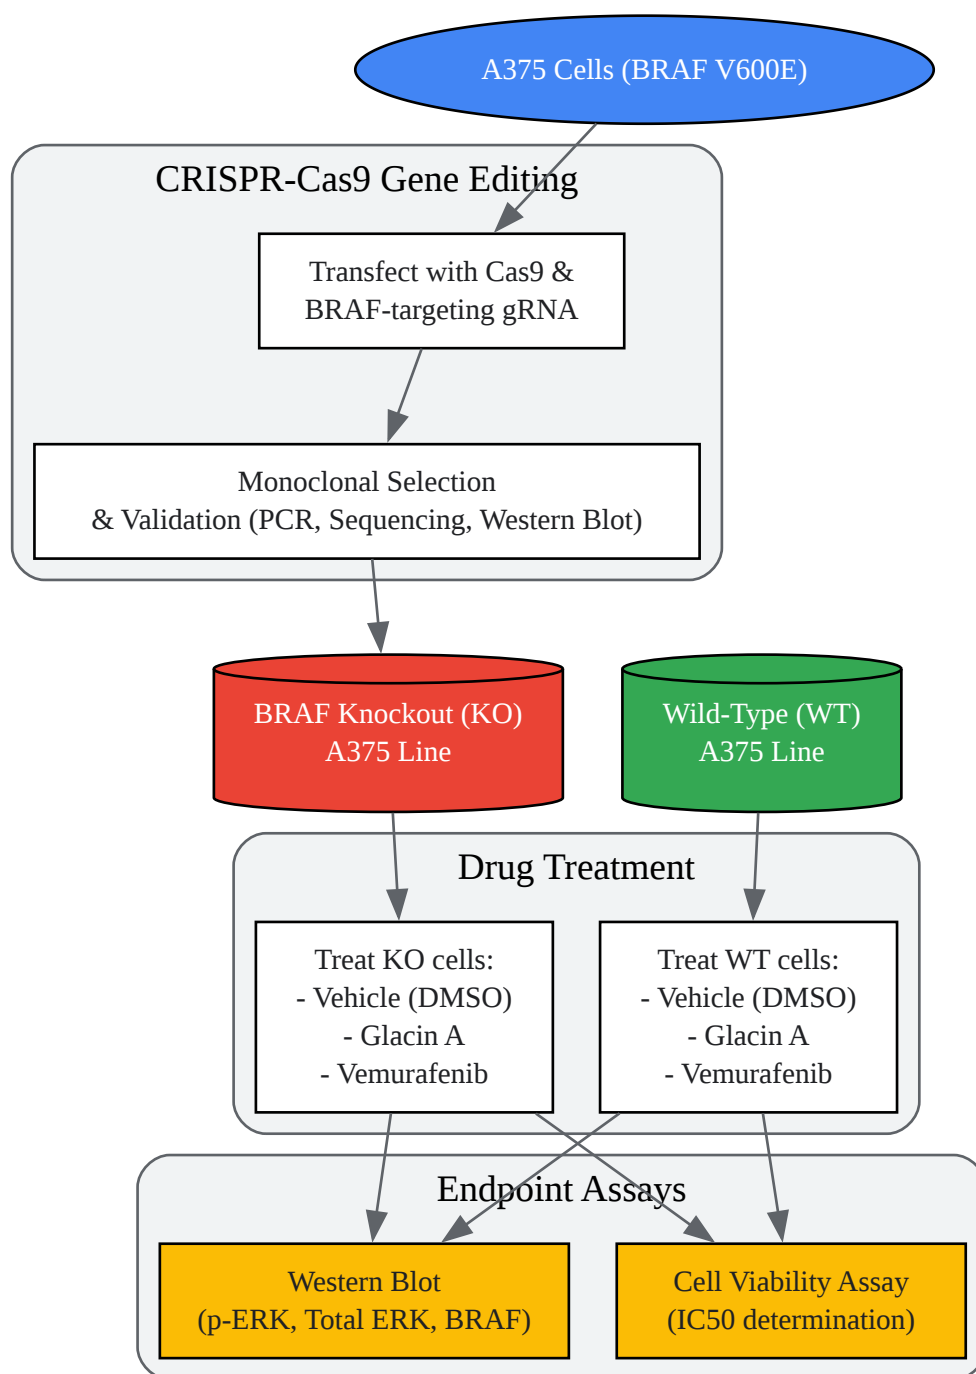 A375 Cells (BRAF V600E)
CRISPR-Cas9 Gene Editing
Transfect with Cas9 &
BRAF-targeting gRNA
Monoclonal Selection
& Validation (PCR, Sequencing, Western Blot)
BRAF Knockout (KO)
A375 Line
Wild-Type (WT)
A375 Line
Drug Treatment
Treat KO cells:
- Vehicle (DMSO)
- Glacin A
- Vemurafenib
Treat WT cells:
- Vehicle (DMSO)
- Glacin A
- Vemurafenib
Endpoint Assays
Western Blot
(p-ERK, Total ERK, BRAF)
Cell Viability Assay
(IC50 determination)